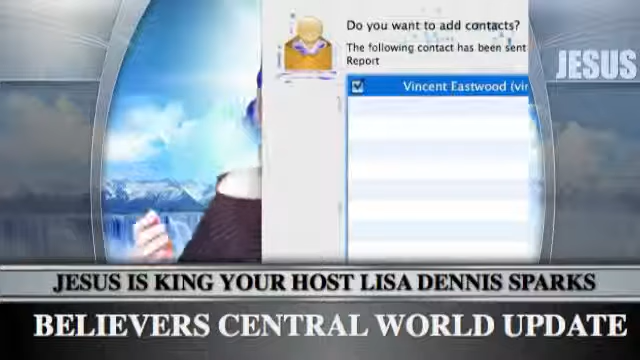 Do you want to add contacts?
The following contact has been sent
Report
JESUS
Vincent Eastwood (vir
JESUS IS KING YOUR HOST LISA DENNIS SPARKS
BELIEVERS CENTRAL WORLD UPDATE